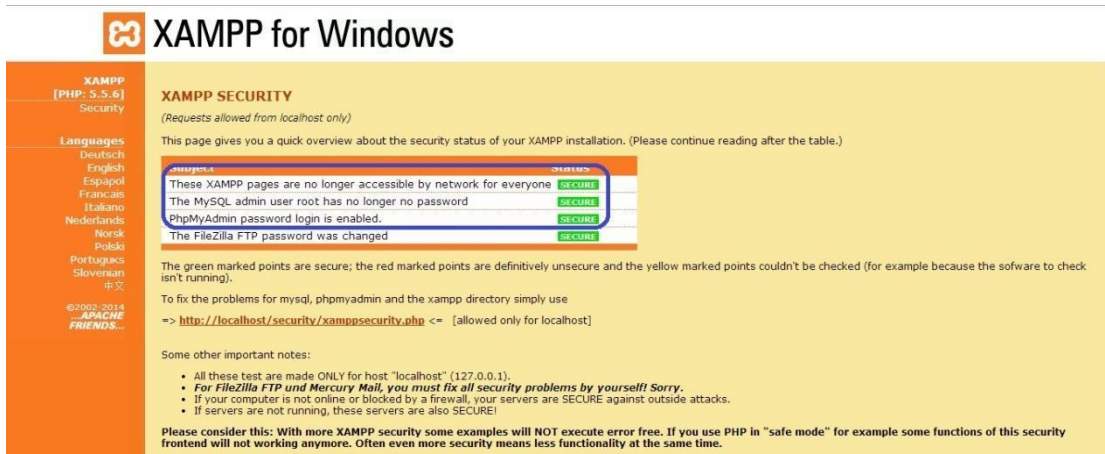 XAMPP for Windows
XAMPP
[PHP: 5.5.6]
Security
Languages
Deutsch
English
Espapol
Francais
Italiano
Nederlands
Norsk
Polski
Portugues
Slovenian
中文
©2002-2014
...APACHE
FRIENDS...
XAMPP SECURITY
(Requests allowed from localhost only)
This page gives you a quick overview about the security status of your XAMPP installation. (Please continue reading after the table.)
Subject Status
These XAMPP pages are no longer accessible by network for everyone SECURE
The MySQL admin user root has no longer no password SECURE
PhpMyAdmin password login is enabled. SECURE
The FileZilla FTP password was changed SECURE
The green marked points are secure; the red marked points are definitively unsecure and the yellow marked points couldn't be checked (for example because the sofware to check
isn't running).
To fix the problems for mysql, phpmyadmin and the xampp directory simply use
=> http://localhost/security/xamppsecurity.php <= [allowed only for localhost]
Some other important notes:
• All these test are made ONLY for host "localhost" (127.0.0.1).
• For FileZilla FTP und Mercury Mail, you must fix all security problems by yourself! Sorry.
• If your computer is not online or blocked by a firewall, your servers are SECURE against outside attacks.
• If servers are not running, these servers are also SECURE!
Please consider this: With more XAMPP security some examples will NOT execute error free. If you use PHP in "safe mode" for example some functions of this security
frontend will not working anymore. Often even more security means less functionality at the same time.